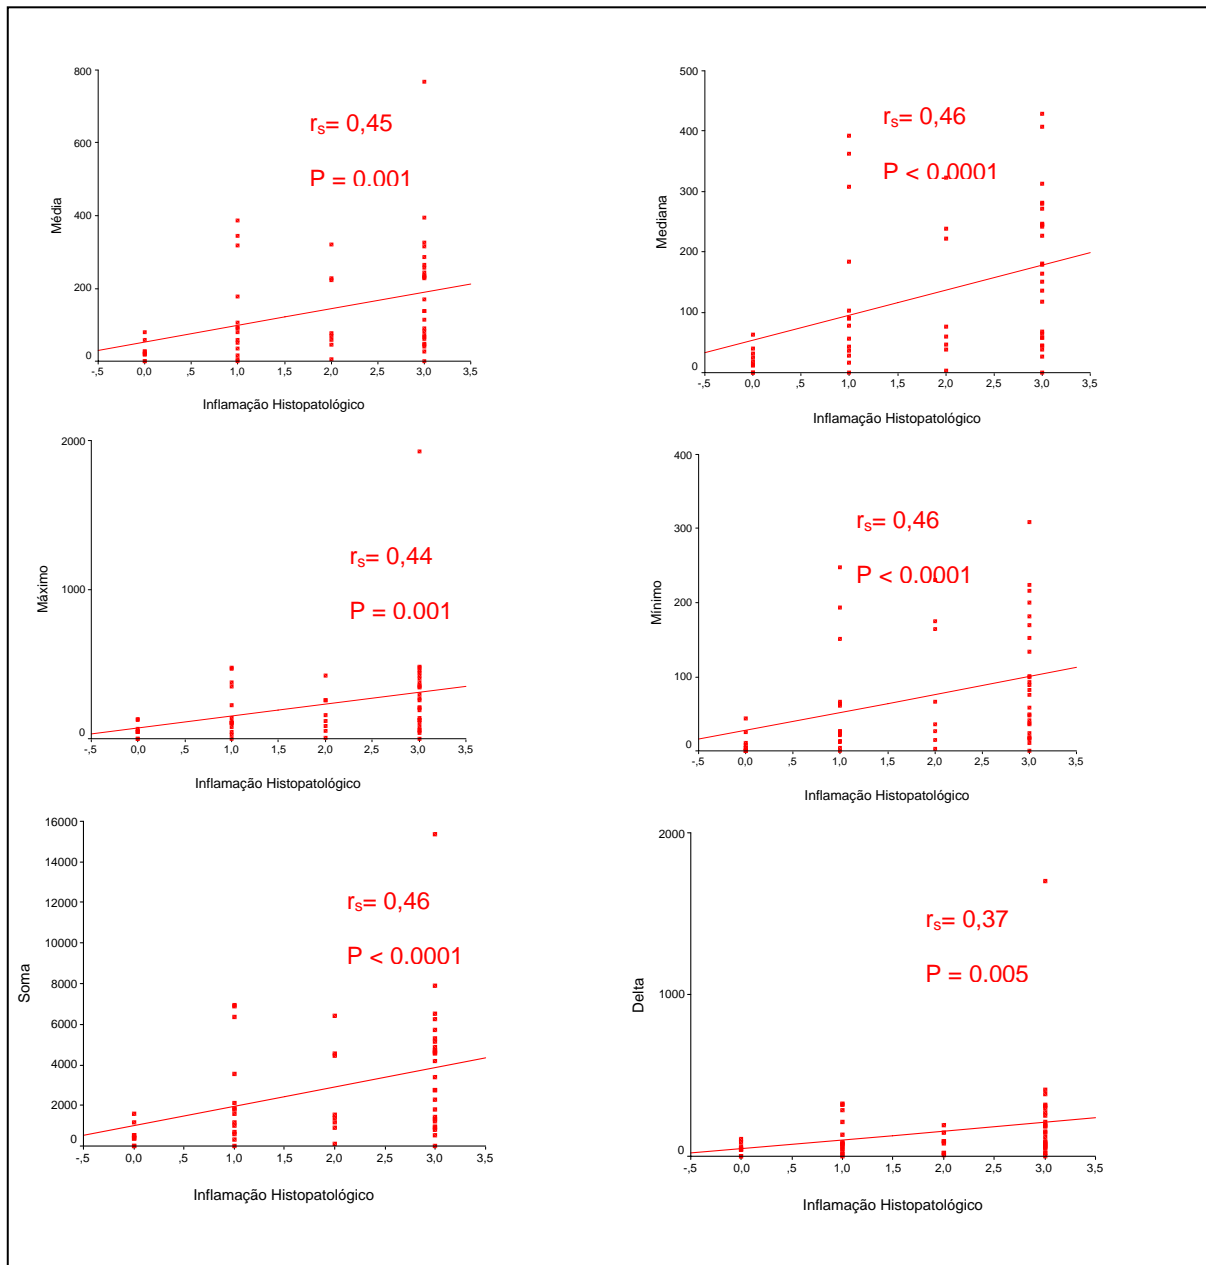 800
600
400
200
0
Média
r_s= 0,45
P = 0.001
-,5 0,0 ,5 1,0 1,5 2,0 2,5 3,0 3,5
Inflamação Histopatológico
500
400
300
200
100
0
Mediana
r_s= 0,46
P < 0.0001
-,5 0,0 ,5 1,0 1,5 2,0 2,5 3,0 3,5
Inflamação Histopatológico
2000
1000
0
Máximo
r_s= 0,44
P = 0.001
-,5 0,0 ,5 1,0 1,5 2,0 2,5 3,0 3,5
Inflamação Histopatológico
400
300
200
100
0
Mínimo
r_s= 0,46
P < 0.0001
-,5 0,0 ,5 1,0 1,5 2,0 2,5 3,0 3,5
Inflamação Histopatológico
16000
14000
12000
10000
8000
6000
4000
2000
0
Soma
r_s= 0,46
P < 0.0001
-,5 0,0 ,5 1,0 1,5 2,0 2,5 3,0 3,5
Inflamação Histopatológico
2000
1000
0
Delta
r_s= 0,37
P = 0.005
-,5 0,0 ,5 1,0 1,5 2,0 2,5 3,0 3,5
Inflamação Histopatológico